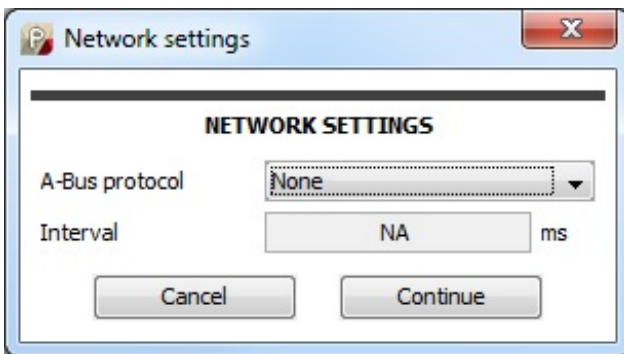 Network settings
NETWORK SETTINGS
A-Bus protocol None
Interval NA ms
Cancel Continue